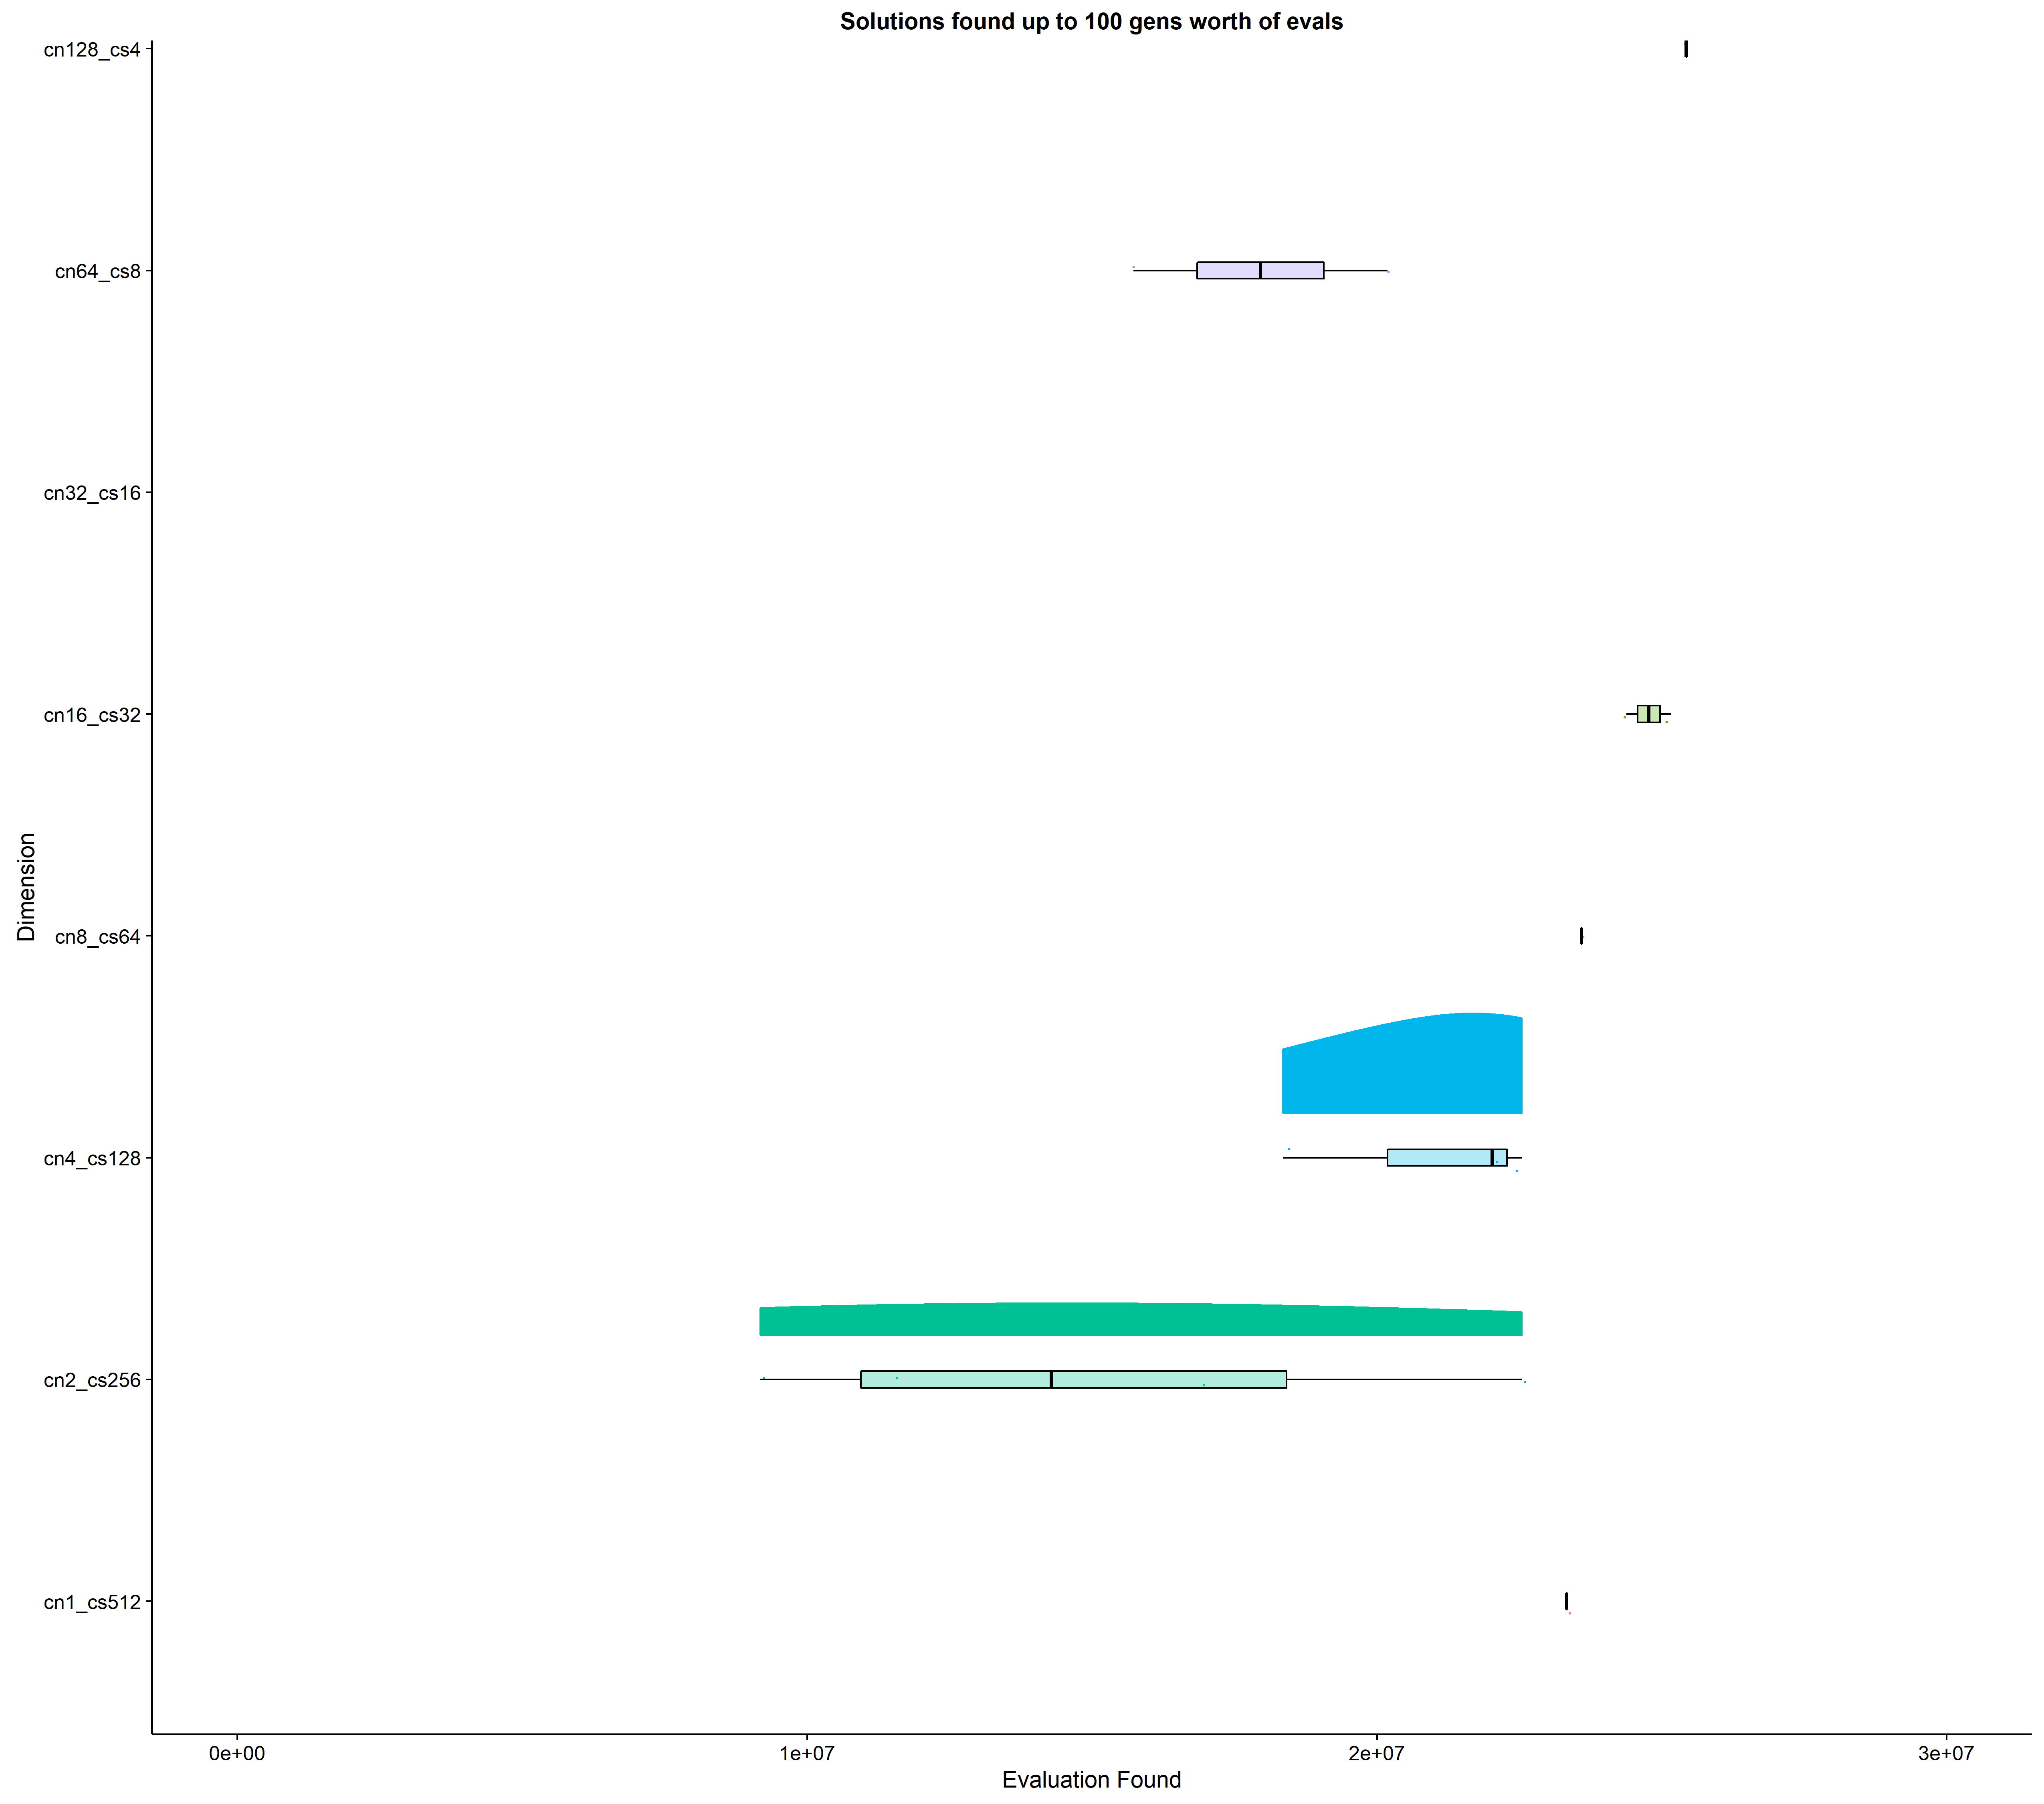 Solutions found up to 100 gens worth of evals
cn128_cs4
cn64_cs8
cn32_cs16
cn16_cs32
cn8_cs64
cn4_cs128
cn2_cs256
cn1_cs512
Dimension
0e+00 1e+07 2e+07 3e+07
Evaluation Found